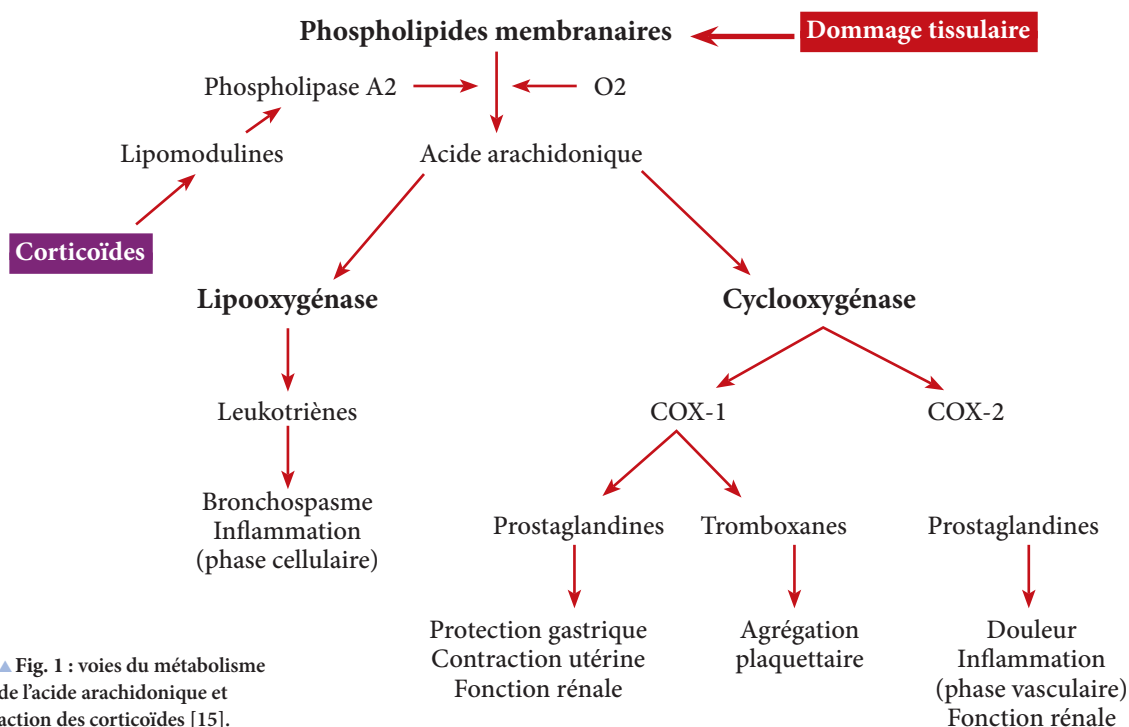 Phospholipides membranaires
Dommage tissulaire
Phospholipase A2
O2
Lipomodulines
Acide arachidonique
Corticoïdes
Lipooxygénase
Cyclooxygénase
Leukotriènes
COX-1
COX-2
Bronchospasme
Inflammation
(phase cellulaire)
Prostaglandines
Tromboxanes
Prostaglandines
Protection gastrique
Contraction utérine
Fonction rénale
Agrégation
plaquettaire
Douleur
Inflammation
(phase vasculaire)
Fonction rénale
▲ Fig. 1 : voies du métabolisme
de l'acide arachidonique et
action des corticoïdes [15].